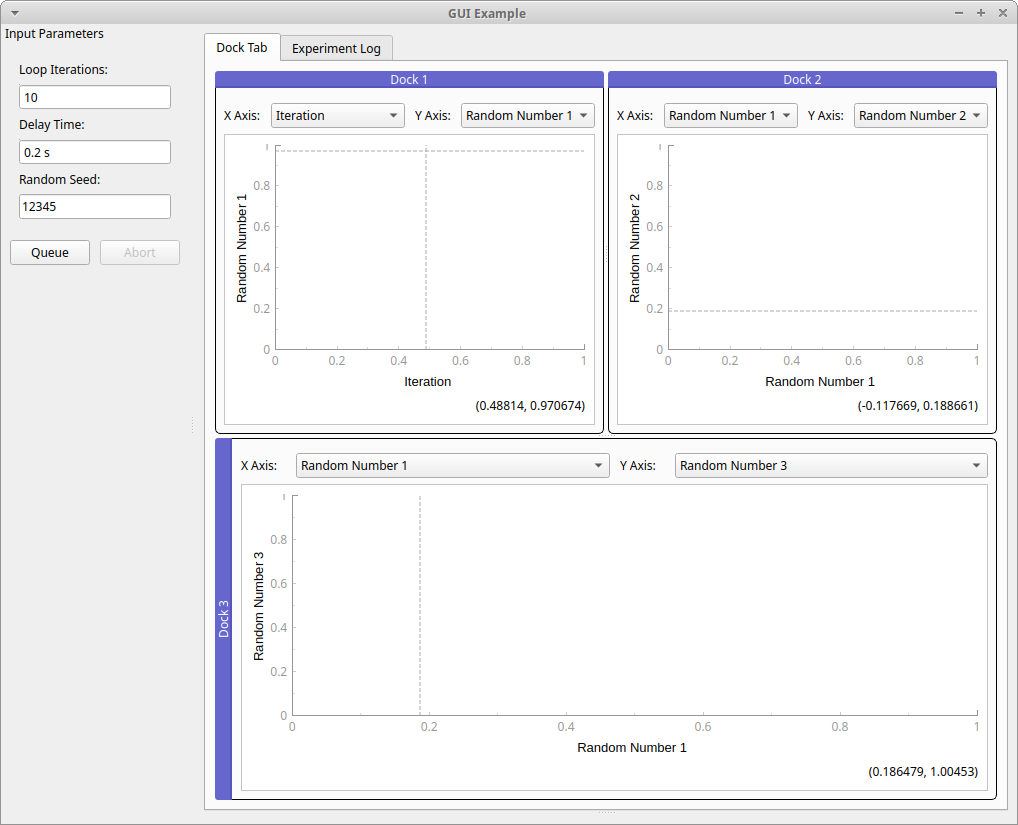 GUI Example
Input Parameters
Loop Iterations:
10
Delay Time:
0.2 s
Random Seed:
12345
Queue Abort
Dock Tab Experiment Log
Dock 1
X Axis: Iteration Y Axis: Random Number 1
1
0.8
0.6
0.4
0.2
0
Random Number 1
0 0.2 0.4 0.6 0.8 1
Iteration
(0.48814, 0.970674)
Dock 2
X Axis: Random Number 1 Y Axis: Random Number 2
1
0.8
0.6
0.4
0.2
0
Random Number 2
0 0.2 0.4 0.6 0.8 1
Random Number 1
(-0.117669, 0.188661)
Dock 3
X Axis: Random Number 1 Y Axis: Random Number 3
1
0.8
0.6
0.4
0.2
0
Random Number 3
0 0.2 0.4 0.6 0.8 1
Random Number 1
(0.186479, 1.00453)